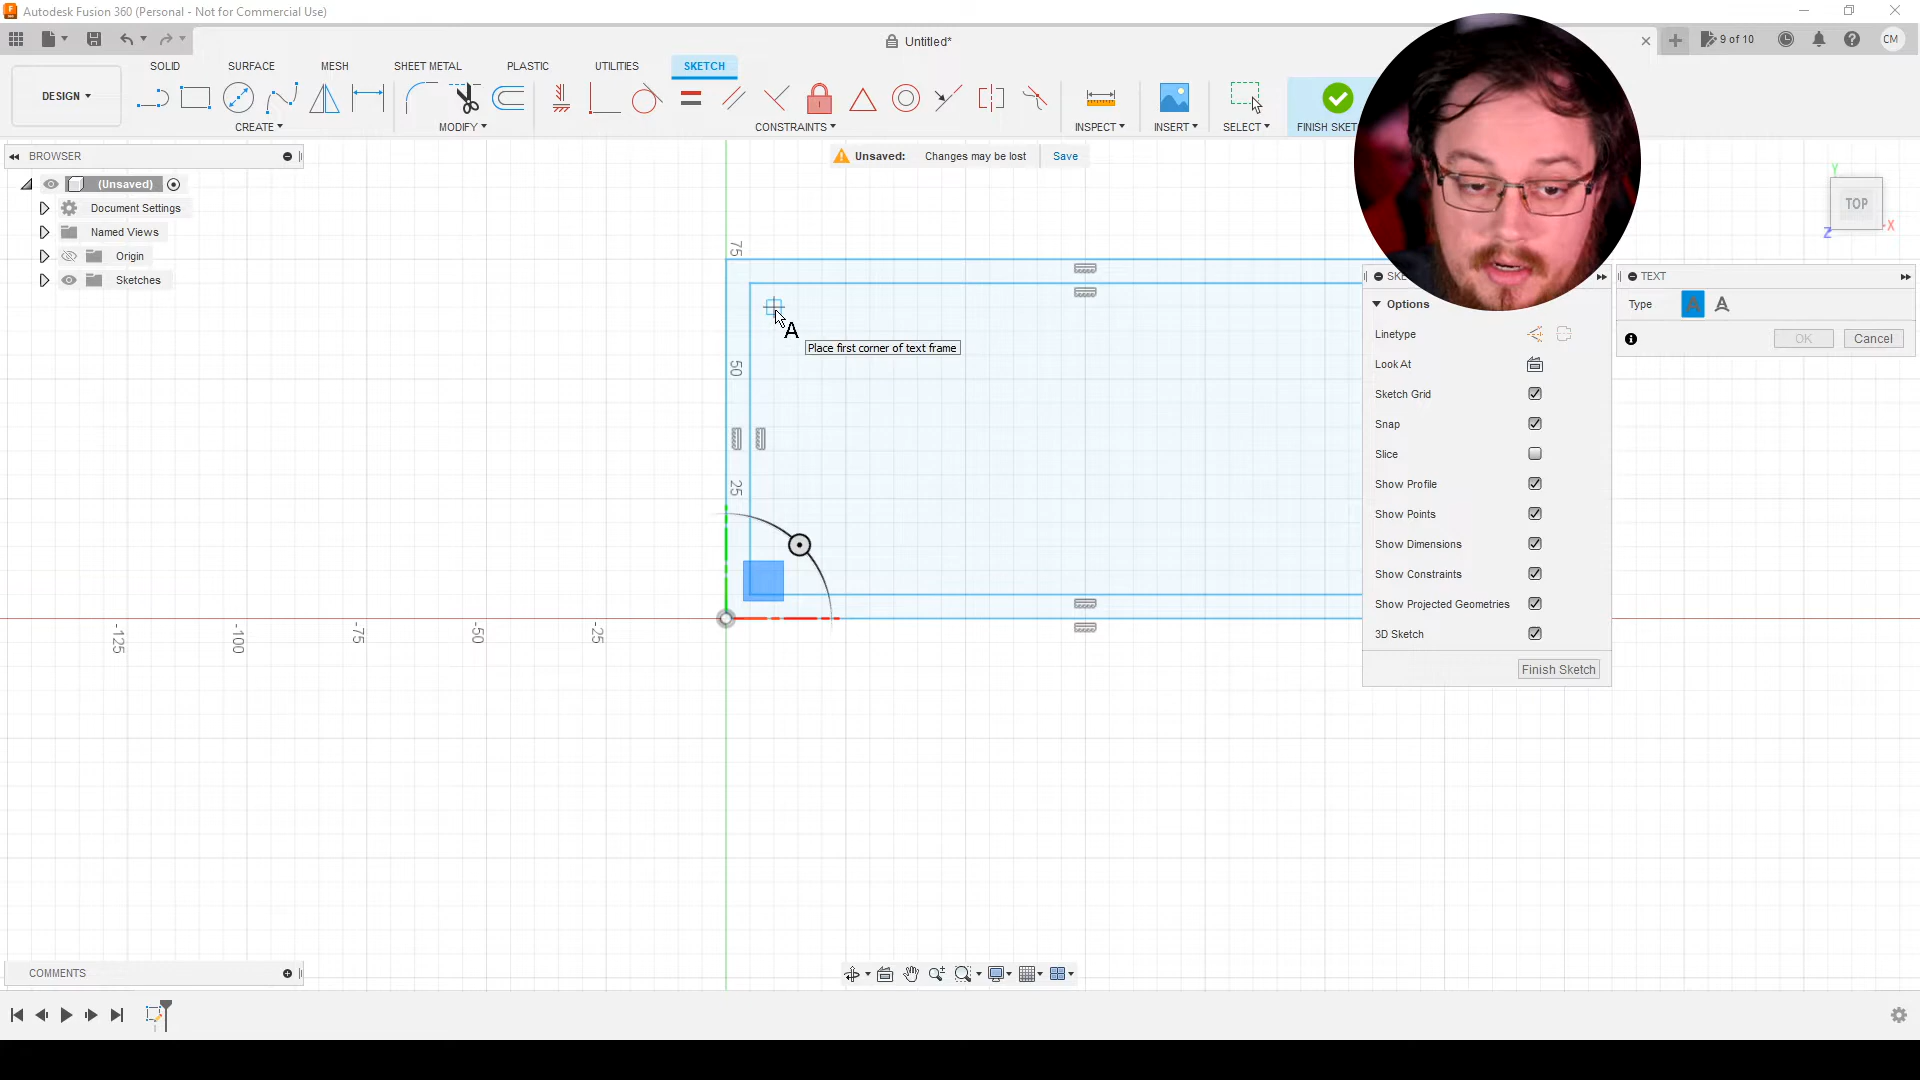 Autodesk Fusion 360 (Personal - Not for Commercial Use)
Untitled*
9 of 10
CM
DESIGN
SOLID
SURFACE
MESH
SHEET METAL
PLASTIC
UTILITIES
SKETCH
CREATE
MODIFY
CONSTRAINTS
INSPECT
INSERT
SELECT
FINISH SKET
BROWSER
Unsaved: Changes may be lost Save
(Unsaved)
Document Settings
Named Views
Origin
Sketches
TOP
Y
X
Z
75
50
25
-125
-100
-75
-50
-25
A
Place first corner of text frame
SKE
Options
Linetype
Look At
Sketch Grid
Snap
Slice
Show Profile
Show Points
Show Dimensions
Show Constraints
Show Projected Geometries
3D Sketch
Finish Sketch
TEXT
Type A A
OK Cancel
COMMENTS